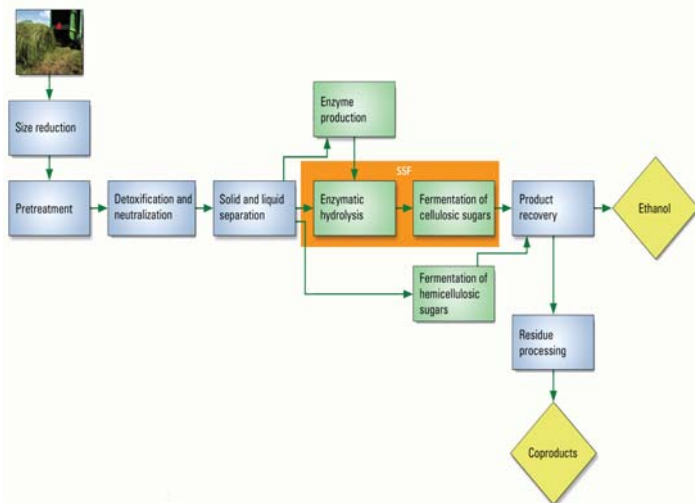 Size reduction
Pretreatment
Detoxification and
neutralization
Solid and liquid
separation
Enzyme
production
SSF
Enzymatic
hydrolysis
Fermentation of
cellulosic sugars
Fermentation of
hemicellulosic
sugars
Product
recovery
Ethanol
Residue
processing
Coproducts